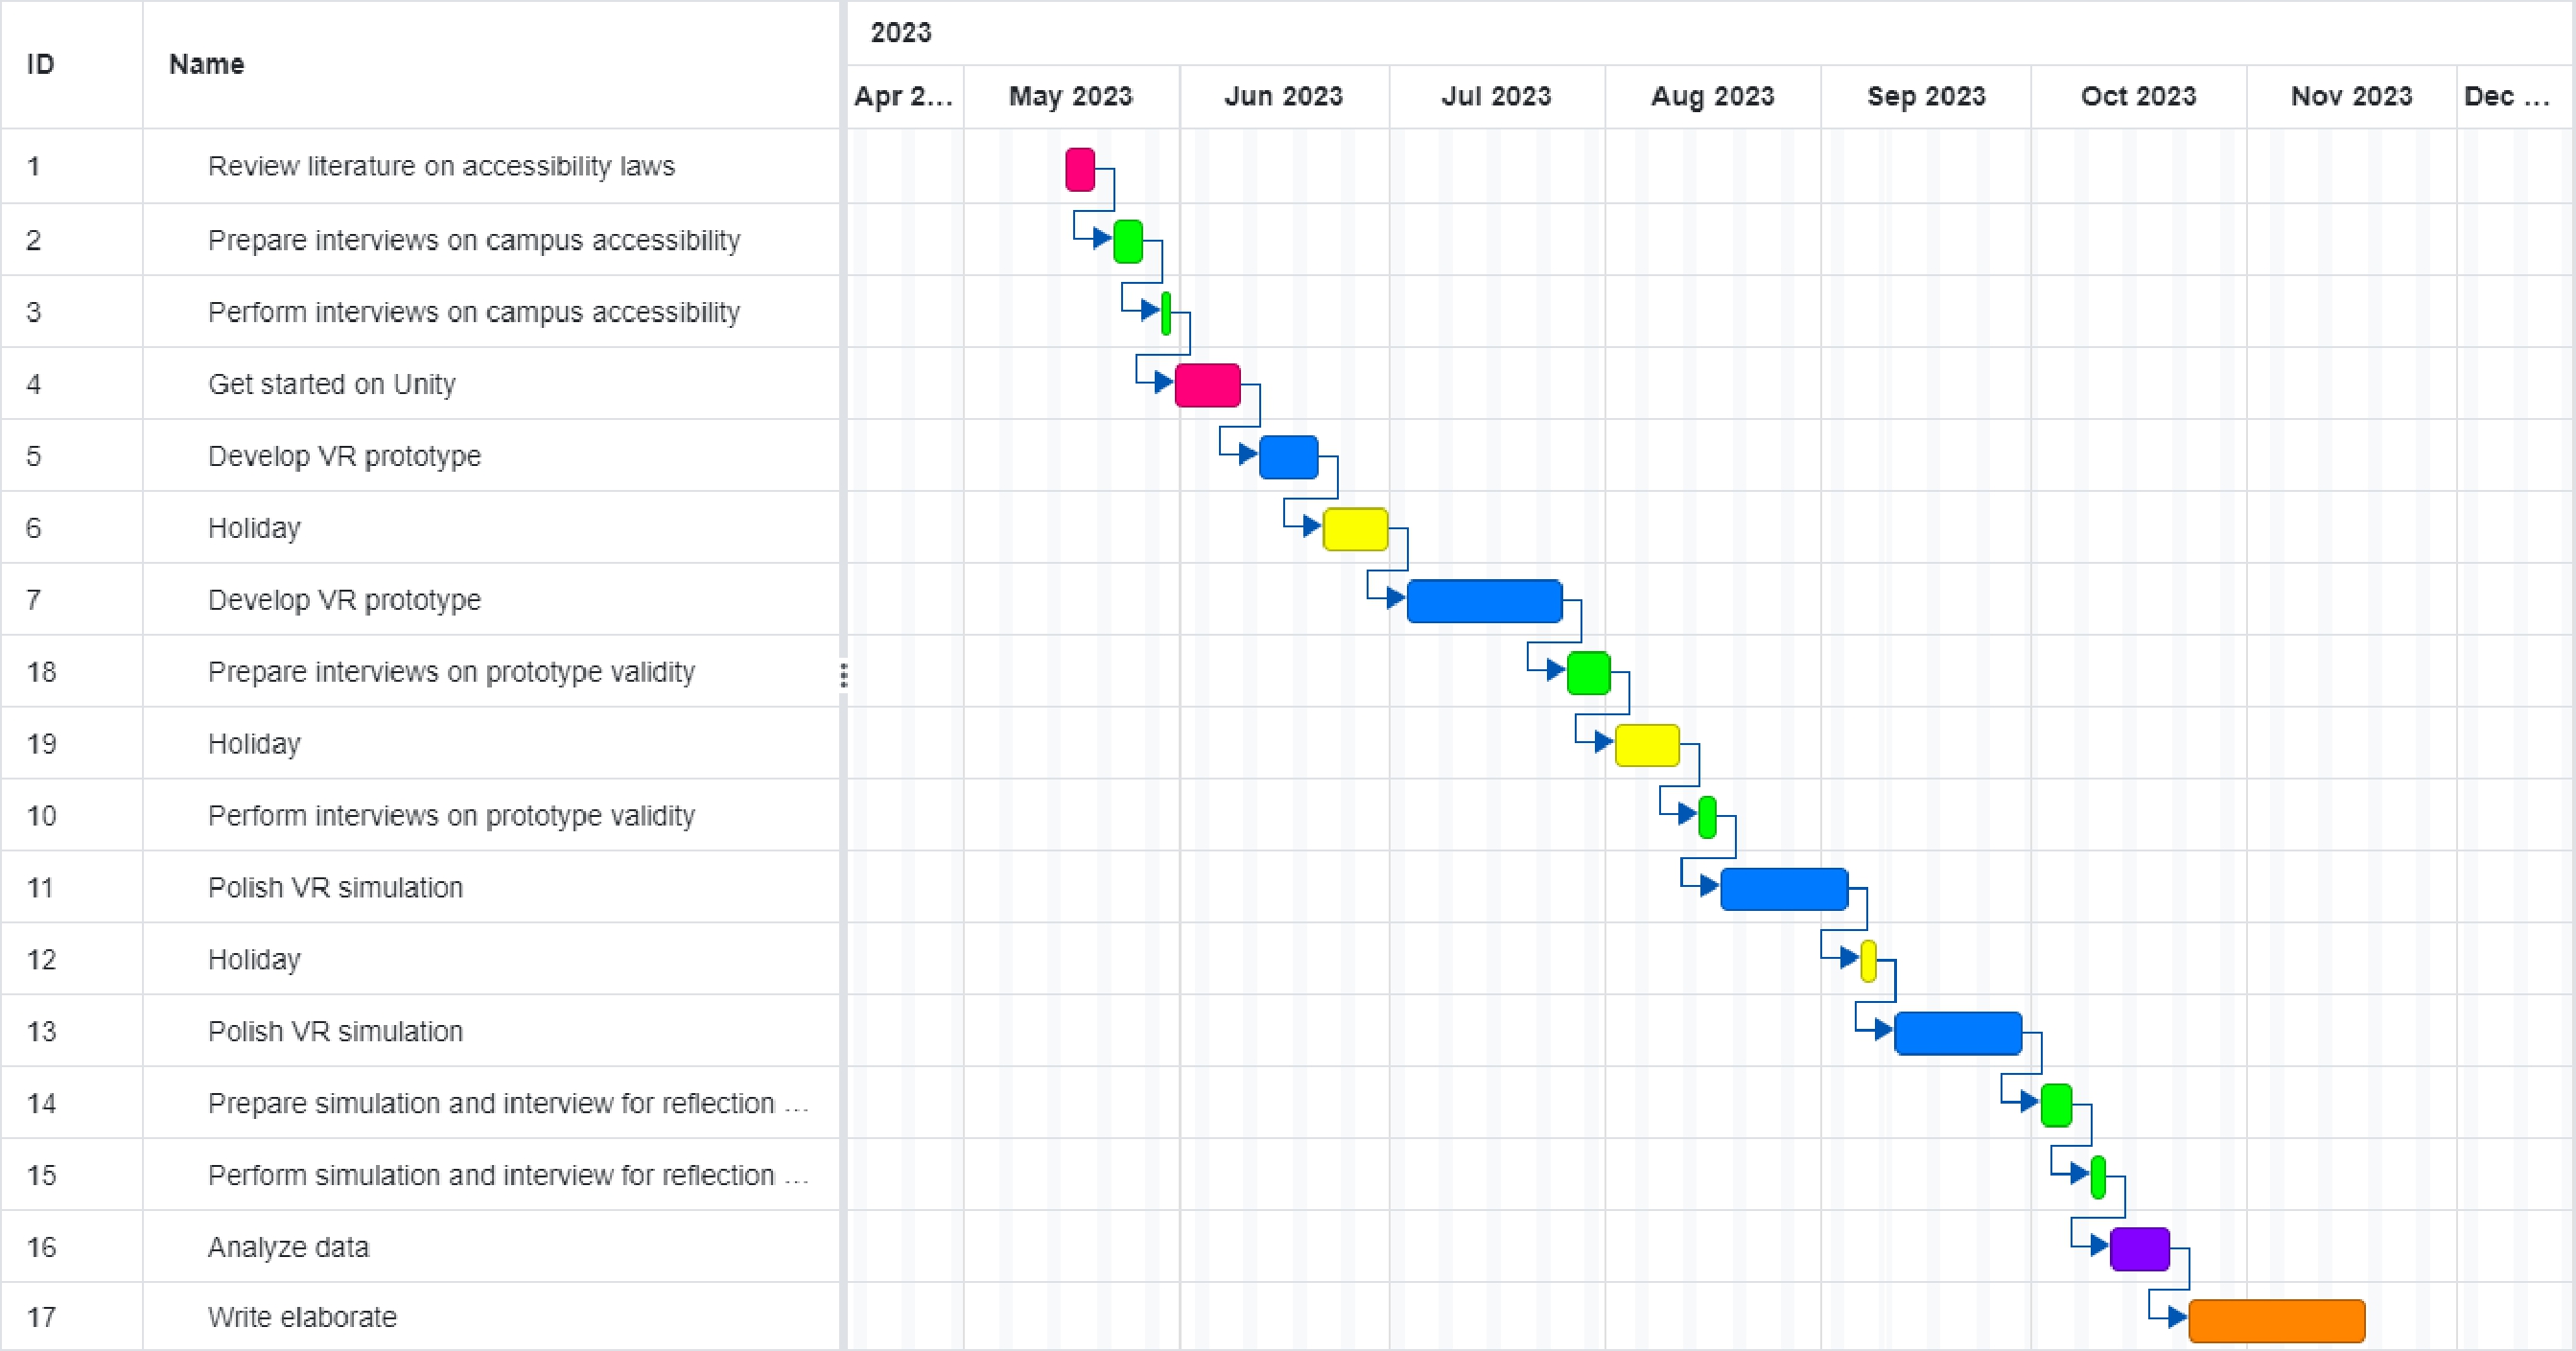 2023
ID Name
Apr 2... May 2023 Jun 2023 Jul 2023 Aug 2023 Sep 2023 Oct 2023 Nov 2023 Dec ...
1 Review literature on accessibility laws
2 Prepare interviews on campus accessibility
3 Perform interviews on campus accessibility
4 Get started on Unity
5 Develop VR prototype
6 Holiday
7 Develop VR prototype
18 Prepare interviews on prototype validity
19 Holiday
10 Perform interviews on prototype validity
11 Polish VR simulation
12 Holiday
13 Polish VR simulation
14 Prepare simulation and interview for reflection ...
15 Perform simulation and interview for reflection ...
16 Analyze data
17 Write elaborate